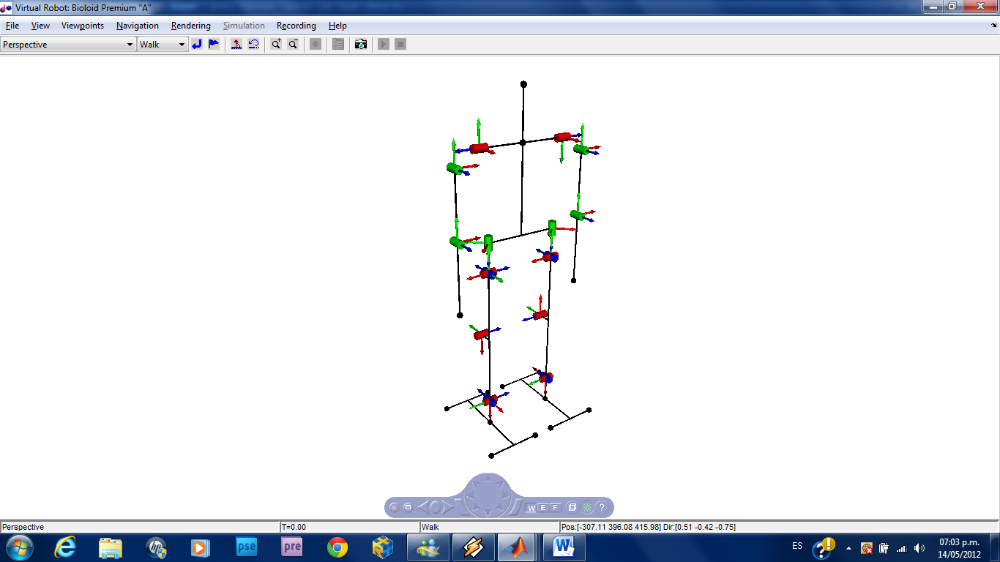 Virtual Robot: Bioloid Premium "A"
File View Viewpoints Navigation Rendering Simulation Recording Help
Perspective Walk
W E F ?
Perspective T=0.00 Walk Pos:[-307.11 396.08 415.98] Dir:[0.51 -0.42 -0.75]
hp pse pre W ES ? 07:03 p.m.
14/05/2012